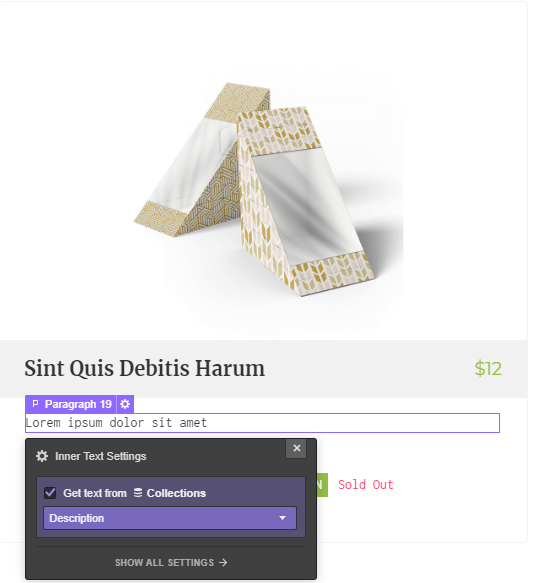 Sint Quis Debitis Harum
$12
Paragraph 19
Lorem ipsum dolor sit amet
Inner Text Settings
Get text from Collections
N Sold Out
Description
SHOW ALL SETTINGS